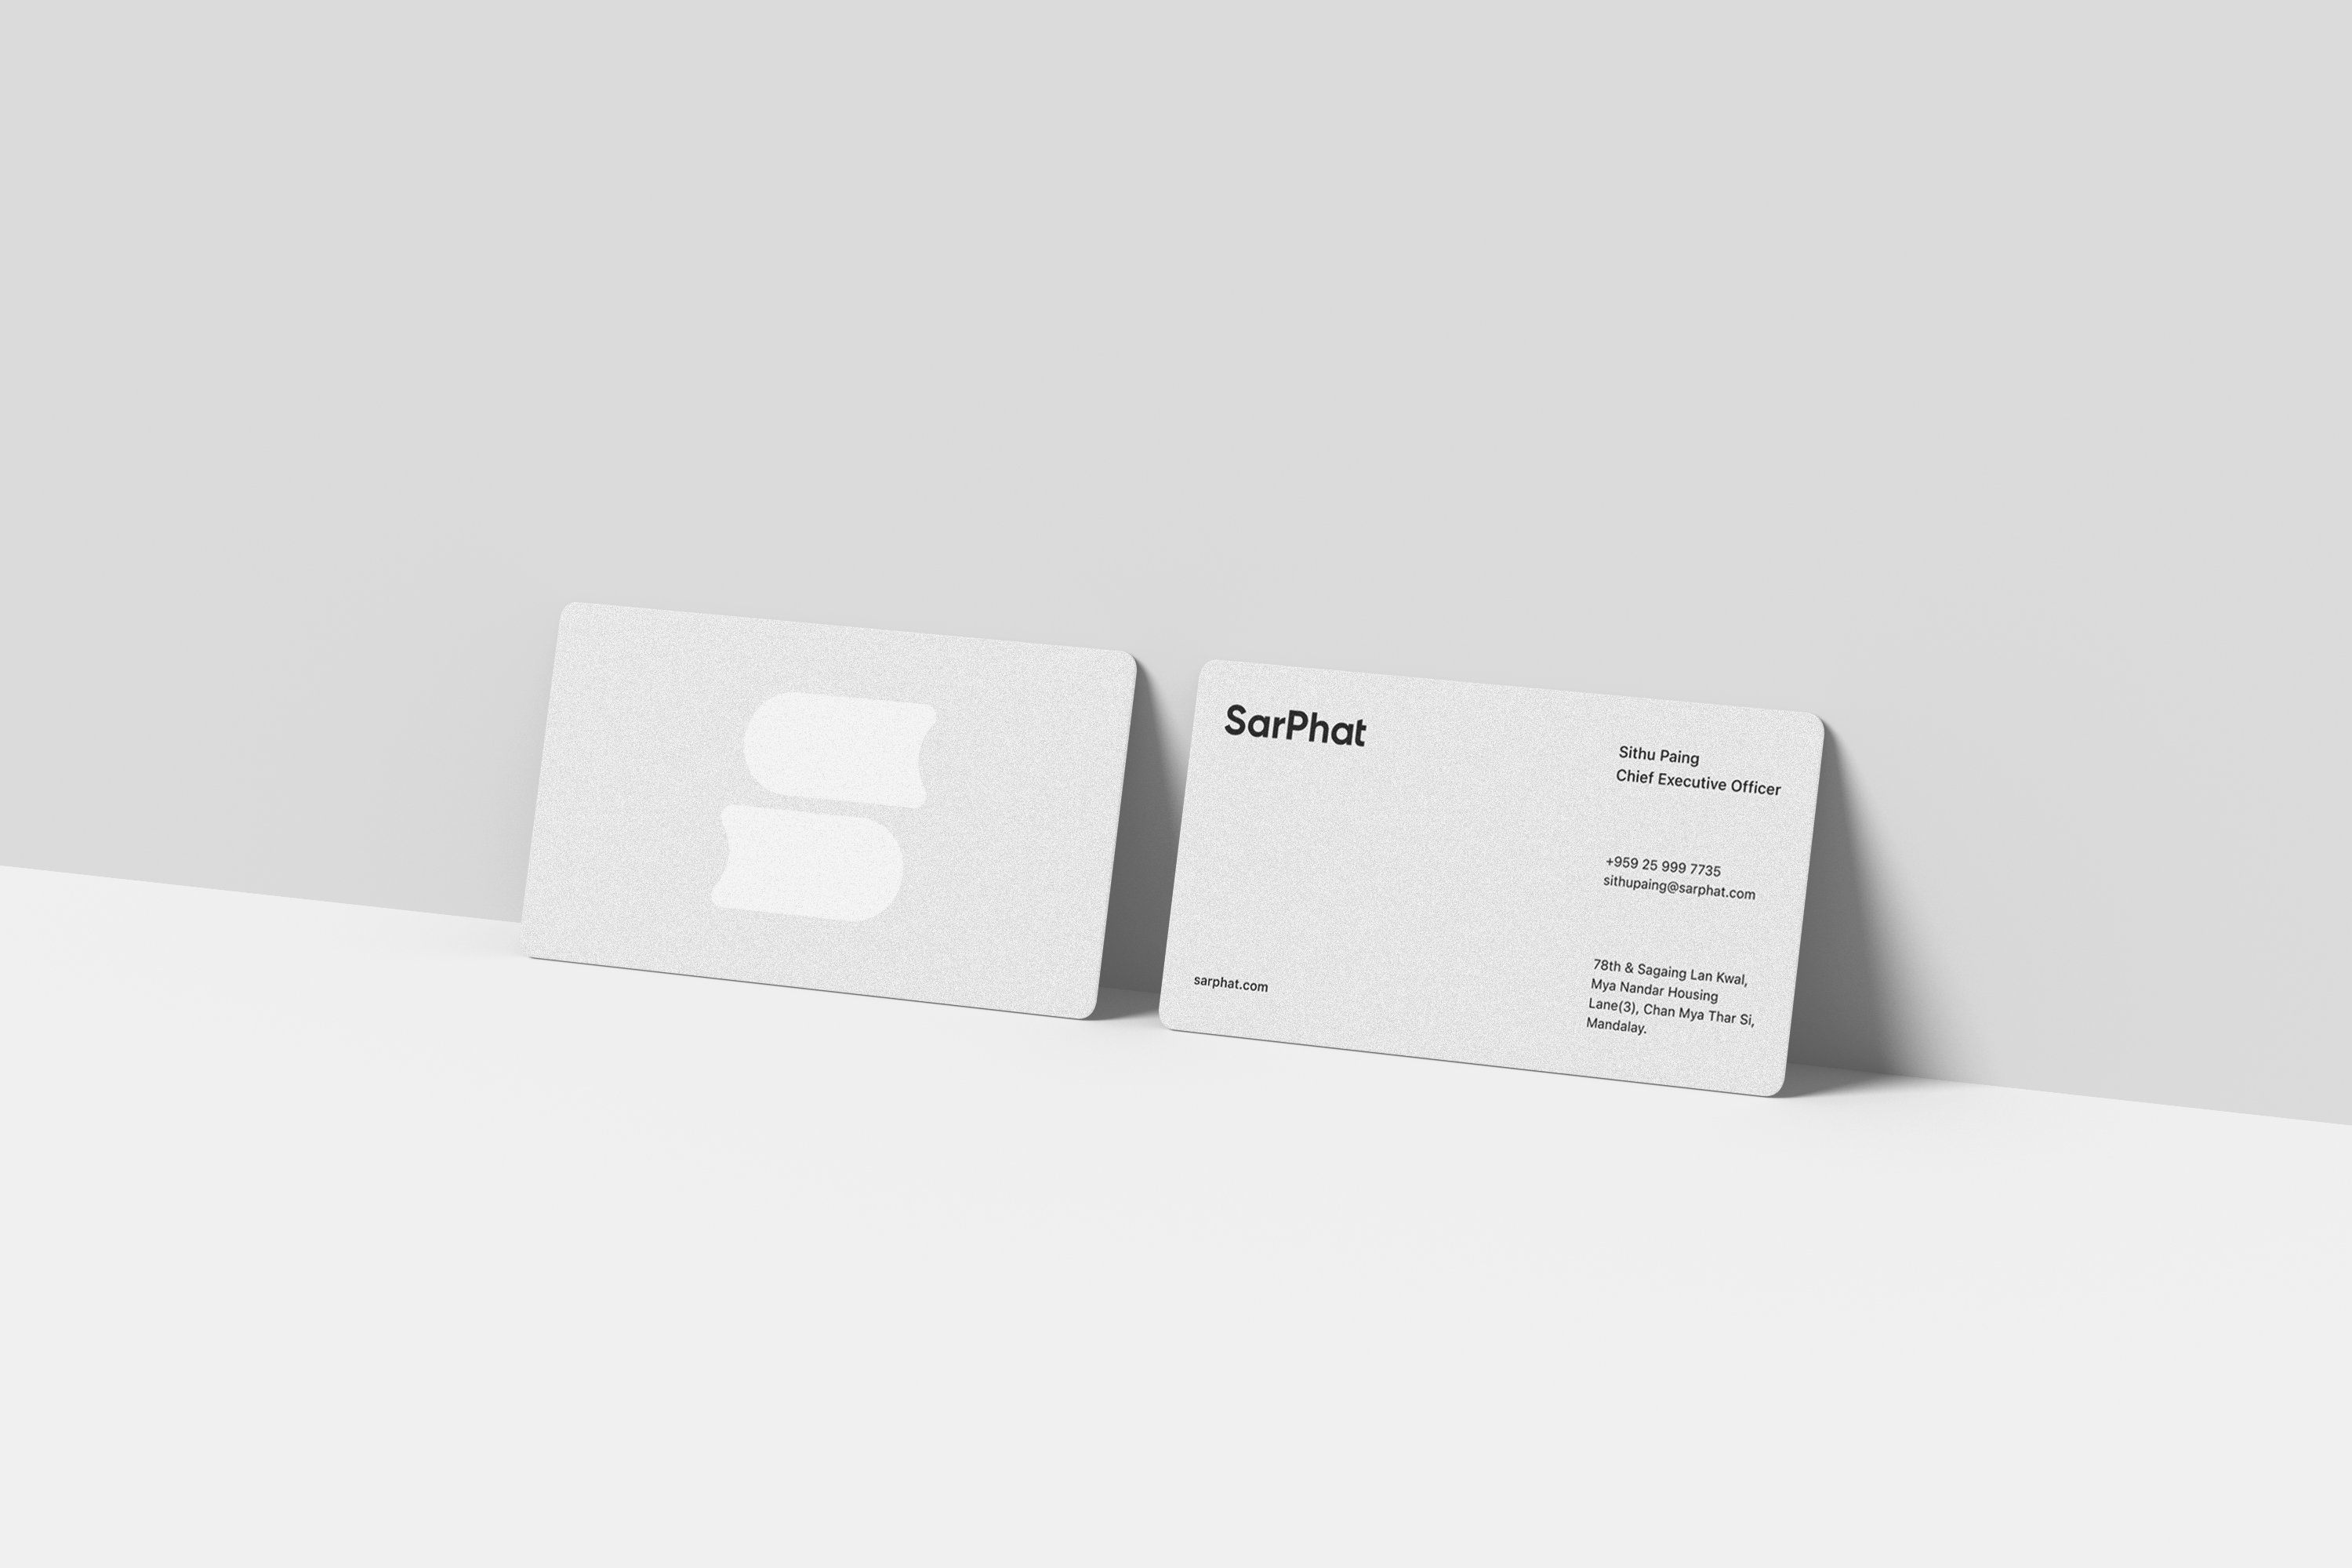 SarPhat
Sithu Paing
Chief Executive Officer
+959 25 999 7735
sithupaing@sarphat.com
sarphat.com
78th & Sagaing Lan Kwal,
Mya Nandar Housing
Lane(3), Chan Mya Thar Si,
Mandalay.